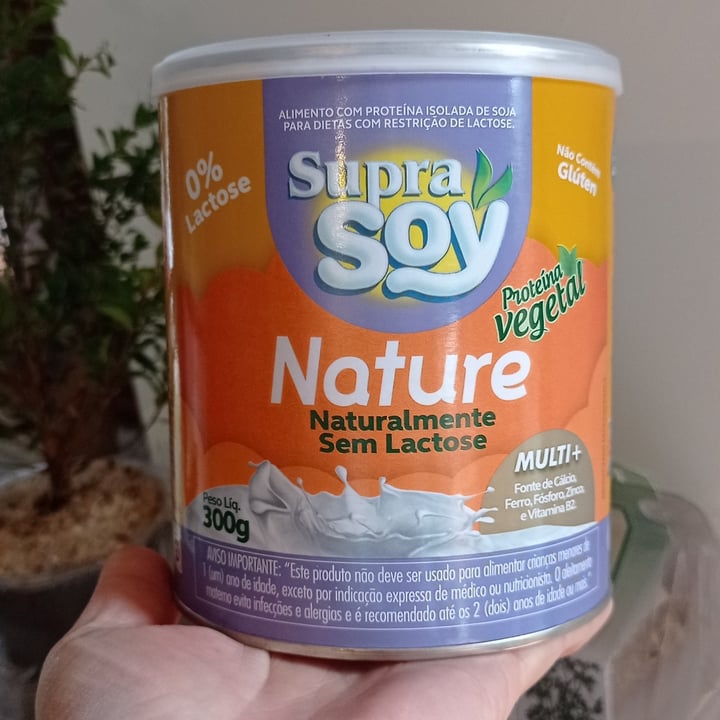 ALIMENTO COM PROTEÍNA ISOLADA DE SOJA
PARA DIETAS COM RESTRIÇÃO DE LACTOSE.
0%
Lactose
Supra
Soy
Não Contém
Glúten
Proteína
vegetal
Nature
Naturalmente
Sem Lactose
MULTI+
Fonte de Cálcio,
Ferro, Fósforo, Zinco,
e Vitamina B2.
Peso Líq.
300g
AVISO IMPORTANTE: "Este produto não deve ser usado para alimentar crianças menores de
1 (um) ano de idade, exceto por indicação expressa de médico ou nutricionista. O aleitamento
materno evita infecções e alergias e é recomendado até os 2 (dois) anos de idade ou mais."